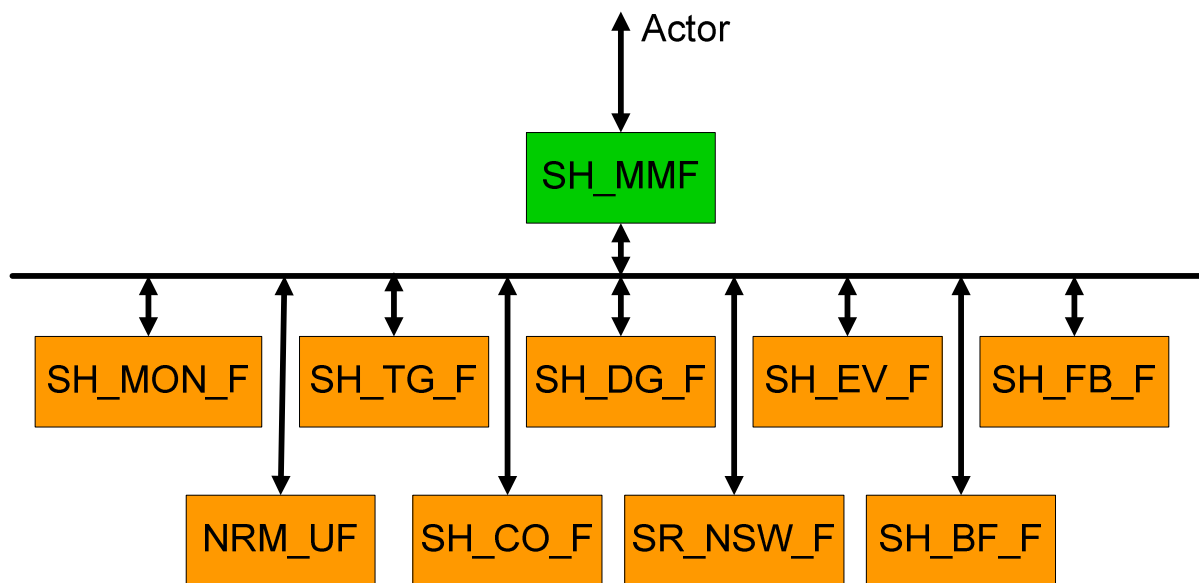 Actor
SH_MMF
SH_MON_F
SH_TG_F
SH_DG_F
SH_EV_F
SH_FB_F
NRM_UF
SH_CO_F
SR_NSW_F
SH_BF_F